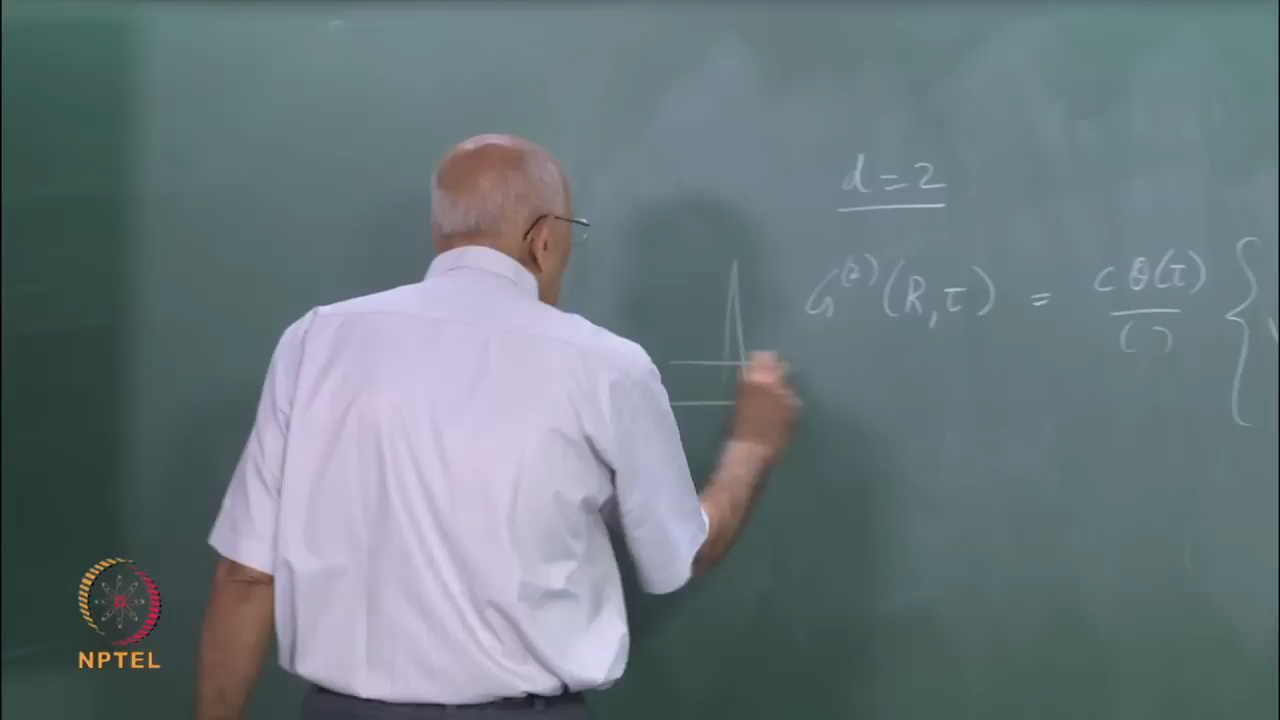 d = 2
G^(2)(R,τ) = cθ(τ) / ( ) {
NPTEL